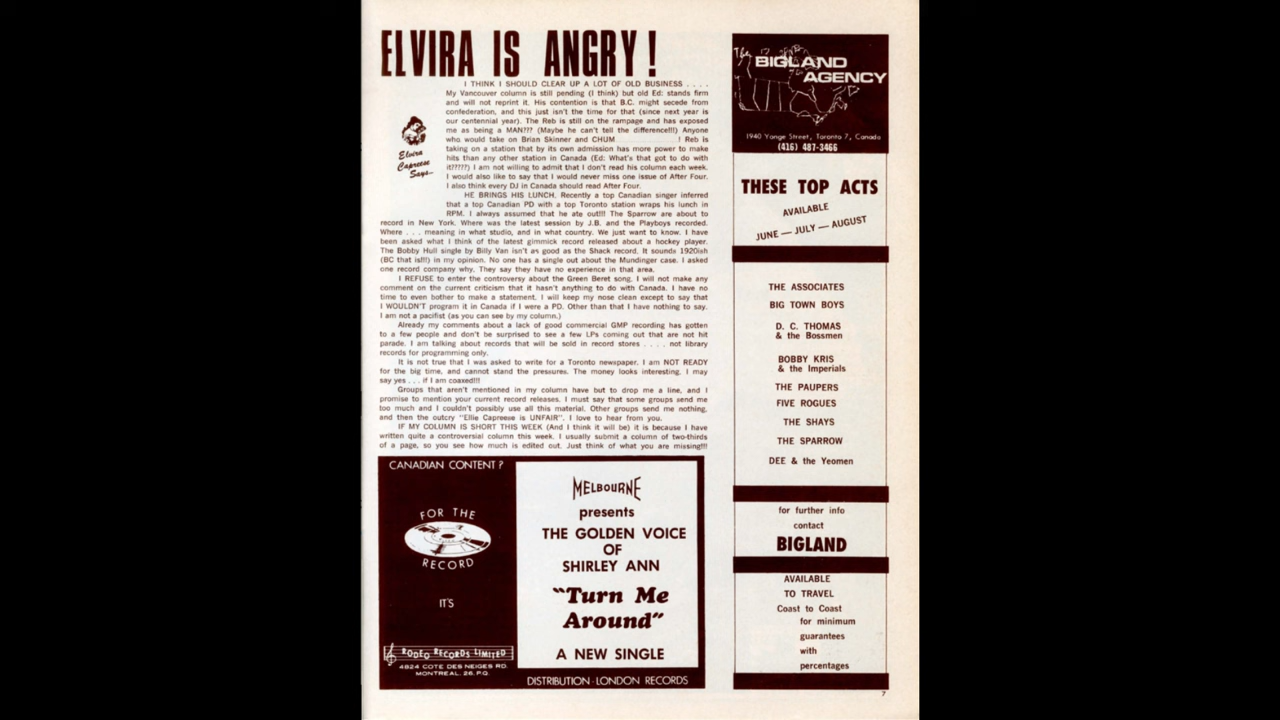 ELVIRA IS ANGRY !
I THINK I SHOULD CLEAR UP A LOT OF OLD BUSINESS . . . .
My Vancouver column is still pending (I think) but old Ed: stands firm
and will not reprint it. His contention is that B.C. might secede from
confederation, and this just isn't the time for that (since next year is
our centennial year). The Reb is still on the rampage and has exposed
me as being a MAN??? (Maybe he can't tell the difference!!!) Anyone
who would take on Brian Skinner and CHUM ! Reb is
taking on a station that by its own admission has more power to make
hits than any other station in Canada (Ed: What's that got to do with
it?????) I am not willing to admit that I don't read his column each week.
I would also like to say that I would never miss one issue of After Four.
I also think every DJ in Canada should read After Four.
Elvira
Capreese
Says--
HE BRINGS HIS LUNCH. Recently a top Canadian singer inferred
that a top Canadian PD with a top Toronto station wraps his lunch in
RPM. I always assumed that he ate out!!! The Sparrow are about to
record in New York. Where was the latest session by J.B. and the Playboys recorded.
Where . . . meaning in what studio, and in what country. We just want to know. I have
been asked what I think of the latest gimmick record released about a hockey player.
The Bobby Hull single by Billy Van isn't as good as the Shack record. It sounds 1920ish
(BC that is!!!) in my opinion. No one has a single out about the Mundinger case. I asked
one record company why. They say they have no experience in that area.
I REFUSE to enter the controversy about the Green Beret song. I will not make any
comment on the current criticism that it hasn't anything to do with Canada. I have no
time to even bother to make a statement. I will keep my nose clean except to say that
I WOULDN'T program it in Canada if I were a PD. Other than that I have nothing to say.
I am not a pacifist (as you can see by my column.)
Already my comments about a lack of good commercial GMP recording has gotten
to a few people and don't be surprised to see a few LPs coming out that are not hit
parade. I am talking about records that will be sold in record stores . . . . not library
records for programming only.
It is not true that I was asked to write for a Toronto newspaper. I am NOT READY
for the big time, and cannot stand the pressures. The money looks interesting. I may
say yes . . . if I am coaxed!!!
Groups that aren't mentioned in my column have but to drop me a line, and I
promise to mention your current record releases. I must say that some groups send me
too much and I couldn't possibly use all this material. Other groups send me nothing,
and then the outcry "Ellie Capreese is UNFAIR". I love to hear from you.
IF MY COLUMN IS SHORT THIS WEEK (And I think it will be) it is because I have
written quite a controversial column this week. I usually submit a column of two-thirds
of a page, so you see how much is edited out. Just think of what you are missing!!!
CANADIAN CONTENT?
FOR THE
RECORD
IT'S
RODEO RECORDS LIMITED
4824 COTE DES NEIGES RD.
MONTREAL. 26. P.Q.
MELBOURNE
presents
THE GOLDEN VOICE
OF
SHIRLEY ANN
"Turn Me
Around"
A NEW SINGLE
DISTRIBUTION - LONDON RECORDS
The
BIGLAND
AGENCY
1940 Yonge Street, Toronto 7, Canada
(416) 487-3466
THESE TOP ACTS
AVAILABLE
JUNE — JULY — AUGUST
THE ASSOCIATES
BIG TOWN BOYS
D. C. THOMAS
& the Bossmen
BOBBY KRIS
& the Imperials
THE PAUPERS
FIVE ROGUES
THE SHAYS
THE SPARROW
DEE & the Yeomen
for further info
contact
BIGLAND
AVAILABLE
TO TRAVEL
Coast to Coast
for minimum
guarantees
with
percentages
7